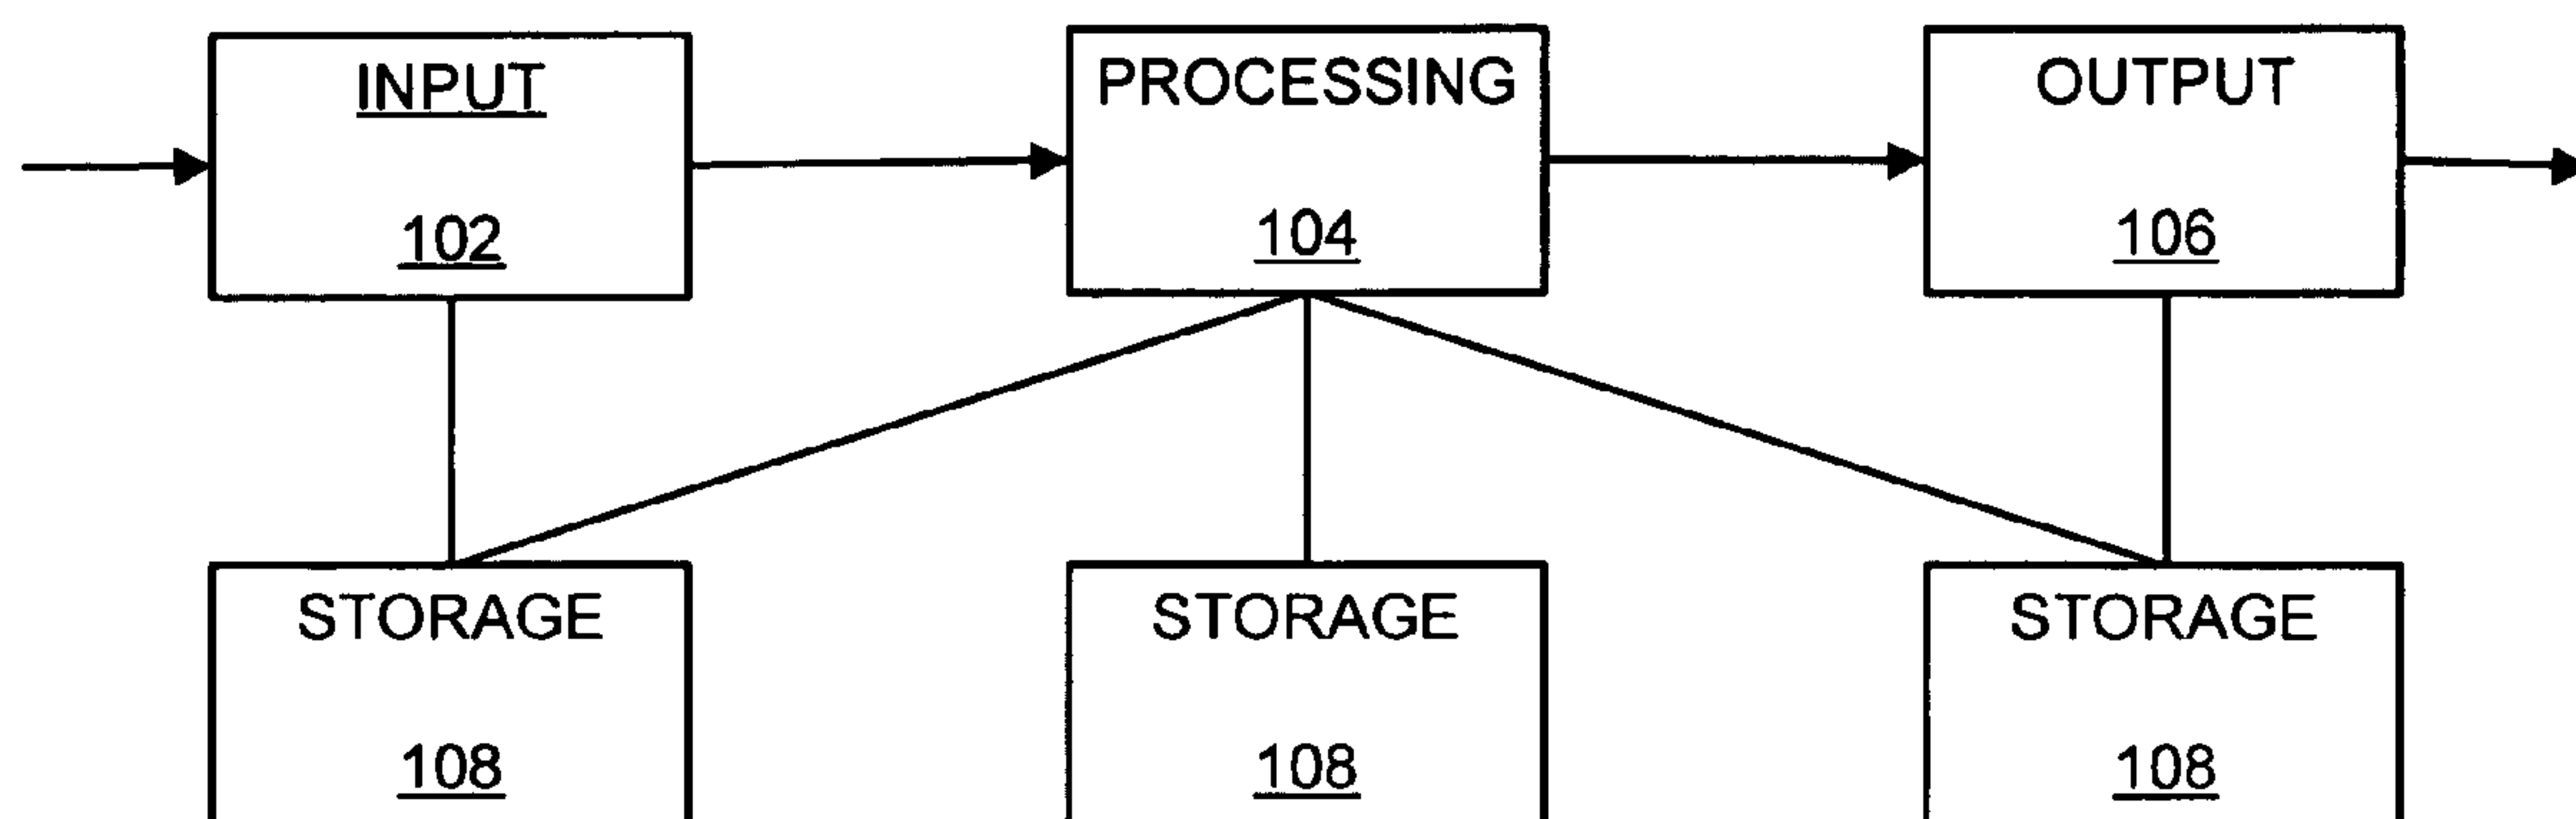 INPUT
PROCESSING
OUTPUT
102
104
106
STORAGE
STORAGE
STORAGE
108
108
108